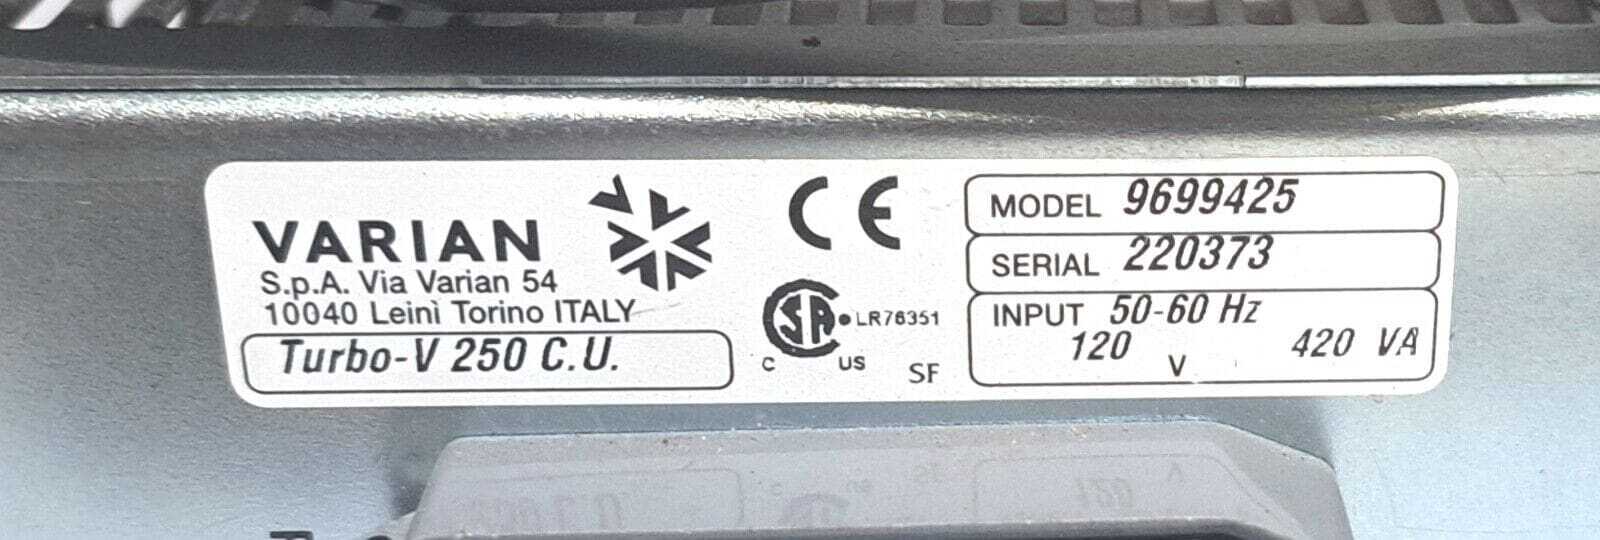 VARIAN
S.p.A. Via Varian 54
10040 Leinì Torino ITALY
Turbo-V 250 C.U.
CE
SA
LR76351
C US
SF
MODEL 9699425
SERIAL 220373
INPUT 50-60 Hz
120 V 420 VA